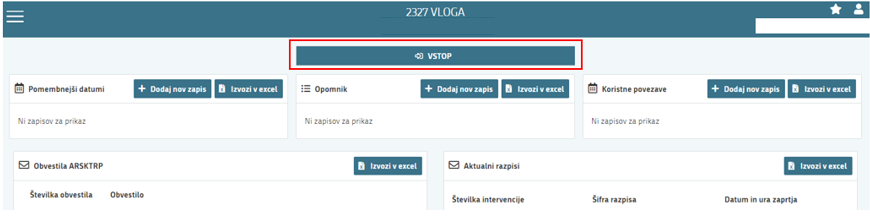 2327 VLOGA
VSTOP
Pomembnejši datumi
Dodaj nov zapis
Izvozi v excel
Ni zapisov za prikaz
Opomnik
Dodaj nov zapis
Izvozi v excel
Ni zapisov za prikaz
Koristne povezave
Dodaj nov zapis
Izvozi v excel
Ni zapisov za prikaz
Obvestila ARSKTRP
Izvozi v excel
Številka obvestila Obvestilo
Aktualni razpisi
Izvozi v excel
Številka intervencije Šifra razpisa Datum in ura zaprtja